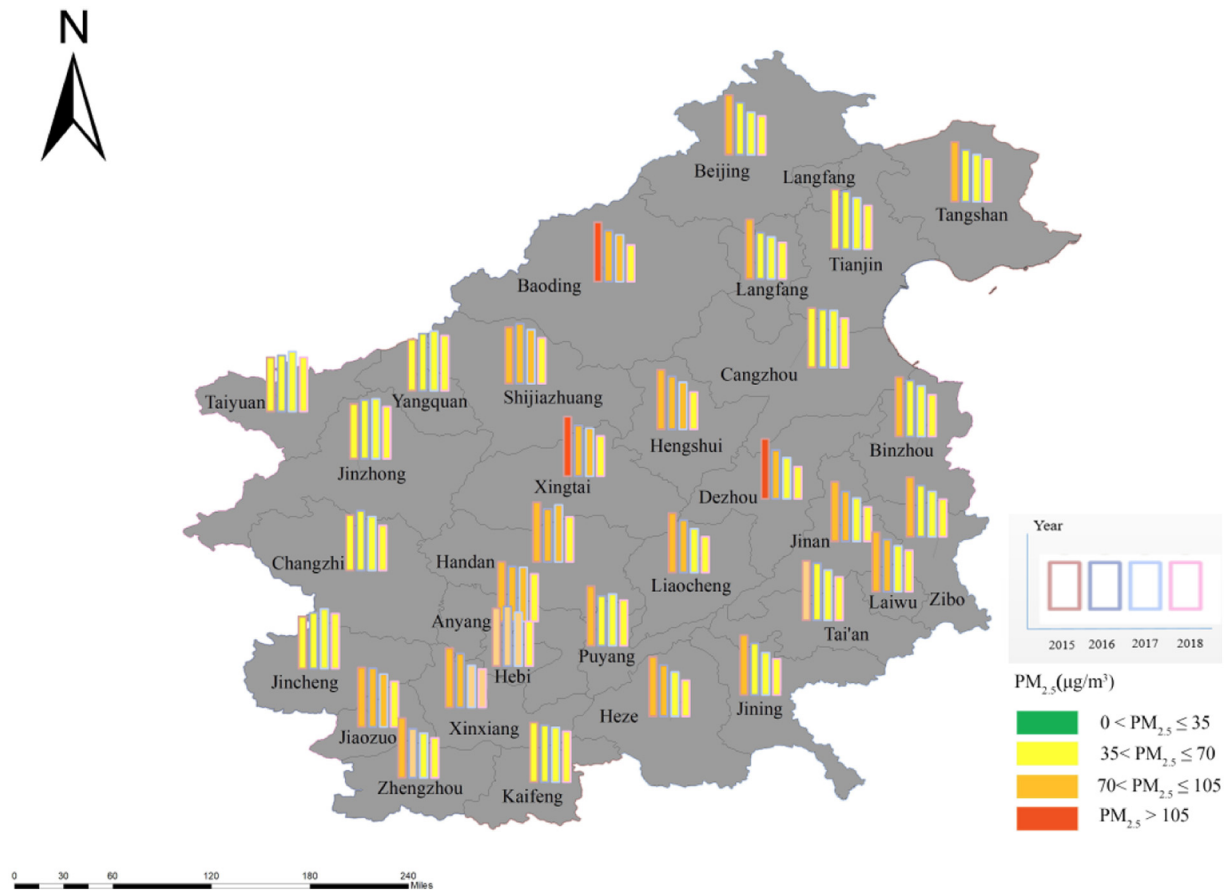 N
Beijing
Langfang
Tangshan
Tianjin
Baoding
Langfang
Cangzhou
Taiyuan
Yangquan
Shijiazhuang
Hengshui
Binzhou
Jinzhong
Xingtai
Dezhou
Changzhi
Handan
Liaocheng
Jinan
Laiwu
Zibo
Anyang
Tai'an
Puyang
Hebi
Jincheng
Jining
Heze
Xinxiang
Jiaozuo
Zhengzhou
Kaifeng
Year
2015 2016 2017 2018
PM2.5(μg/m³)
0 < PM2.5 ≤ 35
35< PM2.5 ≤ 70
70< PM2.5 ≤ 105
PM2.5 > 105
0 30 60 120 180 240
Miles